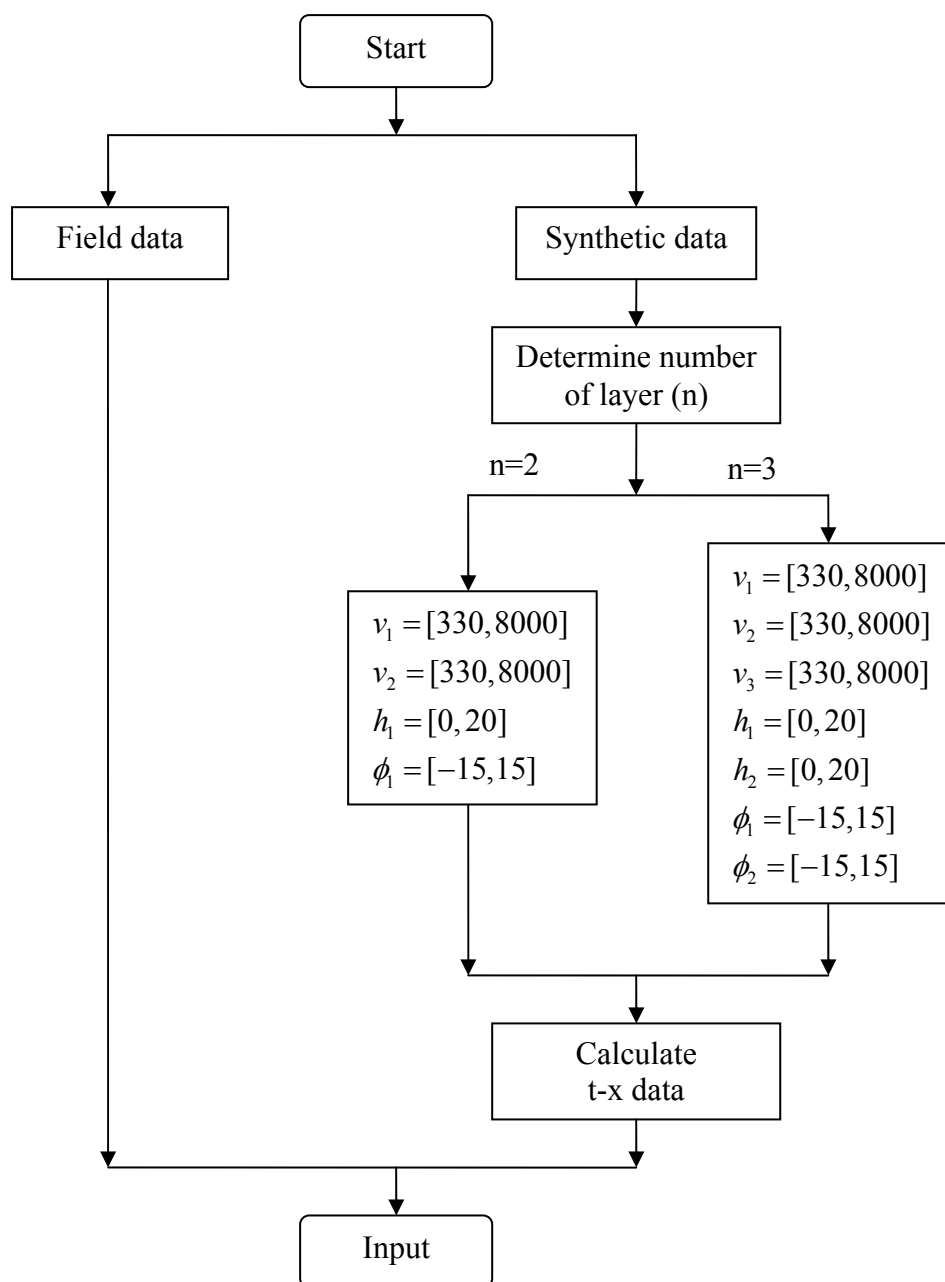 Start
Field data
Synthetic data
Determine number
of layer (n)
n=2
n=3
v₁ = [330, 8000]
v₂ = [330, 8000]
h₁ = [0, 20]
ϕ₁ = [−15, 15]
v₁ = [330, 8000]
v₂ = [330, 8000]
v₃ = [330, 8000]
h₁ = [0, 20]
h₂ = [0, 20]
ϕ₁ = [−15, 15]
ϕ₂ = [−15, 15]
Calculate
t-x data
Input